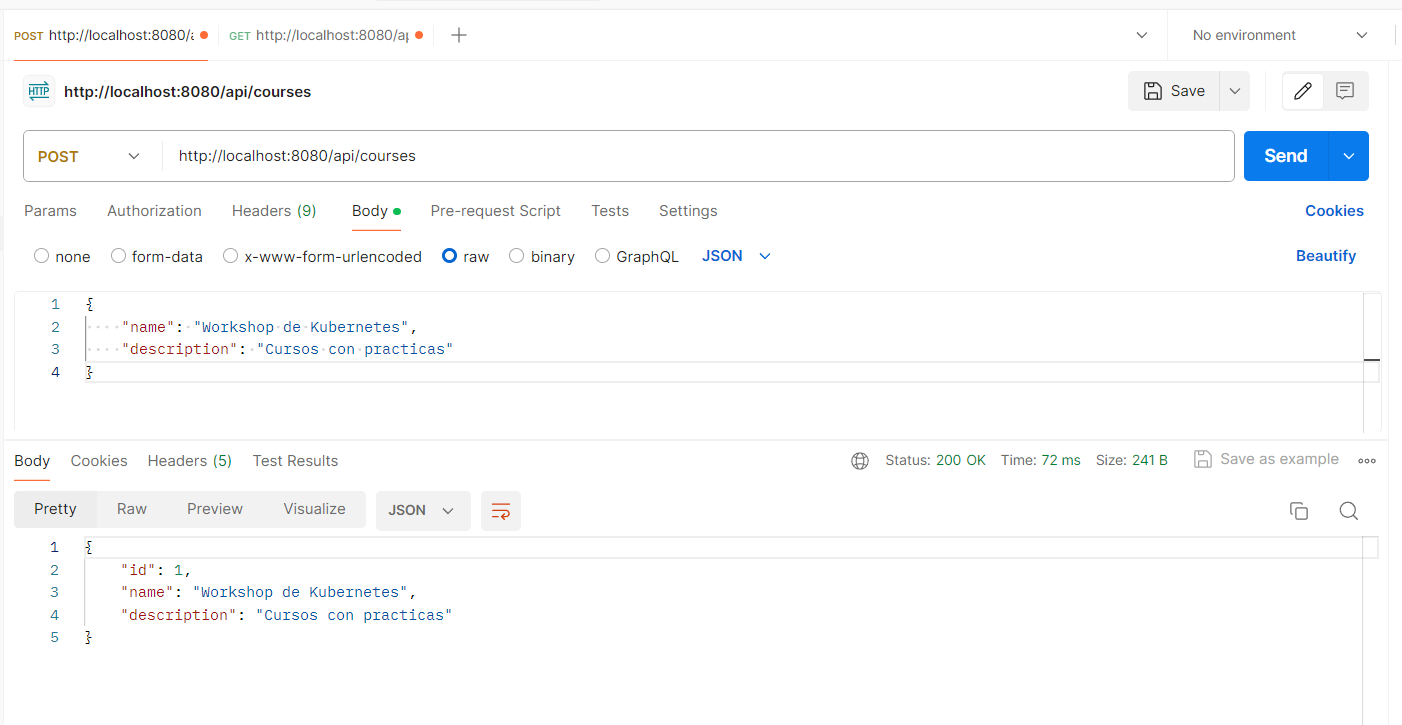 POST http://localhost:8080/a GET http://localhost:8080/ap No environment
HTTP http://localhost:8080/api/courses Save
POST http://localhost:8080/api/courses Send
Params Authorization Headers (9) Body Pre-request Script Tests Settings Cookies
none form-data x-www-form-urlencoded raw binary GraphQL JSON Beautify
1 {
2 "name": "Workshop de Kubernetes",
3 "description": "Cursos con practicas"
4 }
Body Cookies Headers (5) Test Results Status: 200 OK Time: 72 ms Size: 241 B Save as example
Pretty Raw Preview Visualize JSON
1 {
2 "id": 1,
3 "name": "Workshop de Kubernetes",
4 "description": "Cursos con practicas"
5 }